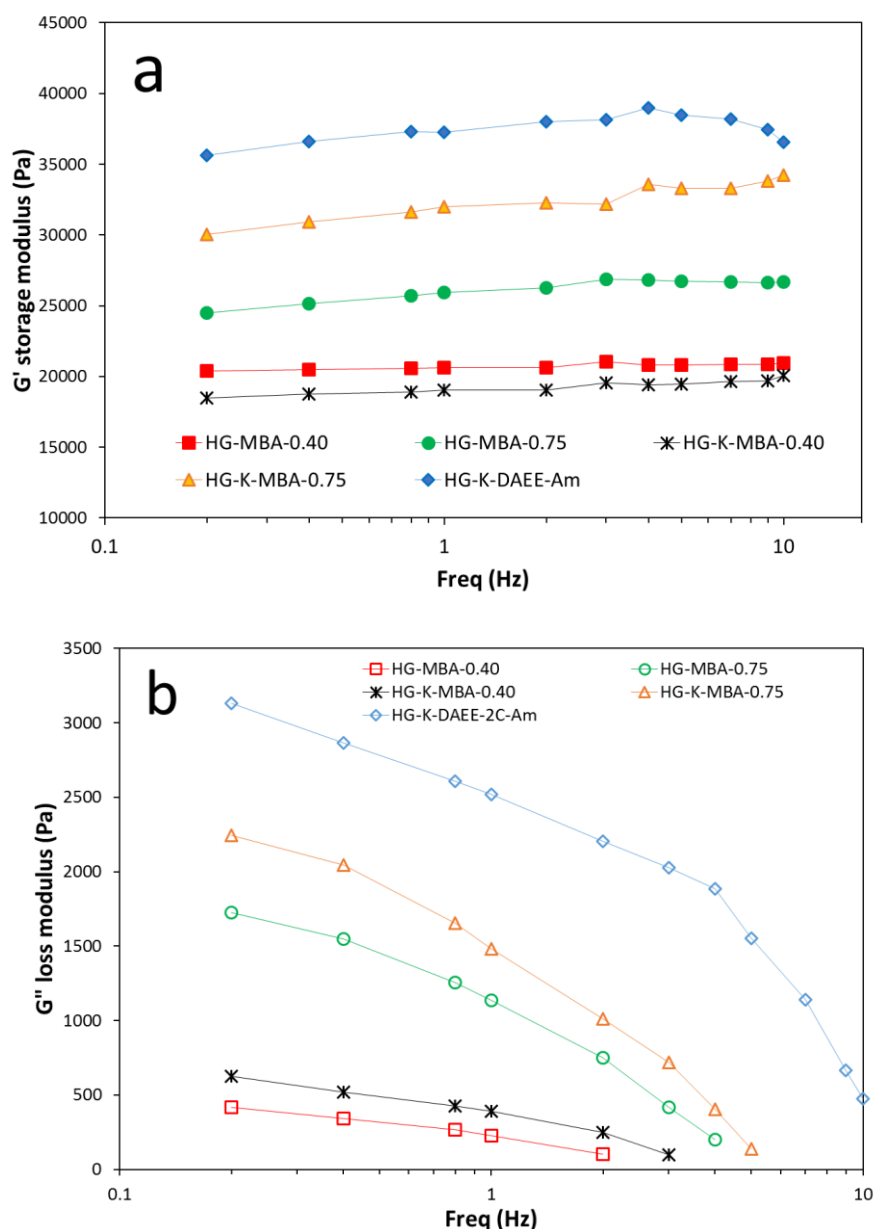 a
45000
40000
35000
30000
25000
20000
15000
10000
G' storage modulus (Pa)
HG-MBA-0.40 HG-MBA-0.75 HG-K-MBA-0.40
HG-K-MBA-0.75 HG-K-DAEE-Am
0.1 1 10
Freq (Hz)
b
3500
3000
2500
2000
1500
1000
500
0
G" loss modulus (Pa)
HG-MBA-0.40 HG-MBA-0.75
HG-K-MBA-0.40 HG-K-MBA-0.75
HG-K-DAEE-2C-Am
0.1 1 10
Freq (Hz)